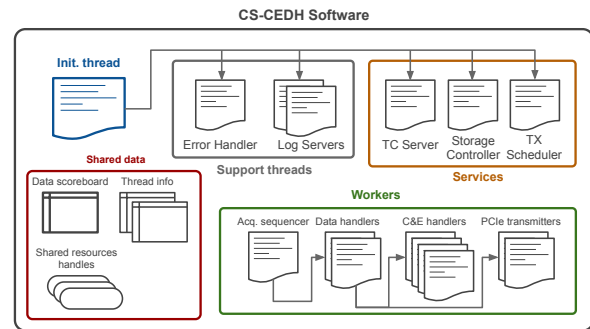 CS-CEDH Software
Init. thread
Error Handler
Log Servers
Support threads
TC Server
Storage
Controller
TX
Scheduler
Services
Shared data
Data scoreboard
Thread info
Shared resources
handles
Workers
Acq. sequencer
Data handlers
C&E handlers
PCIe transmitters